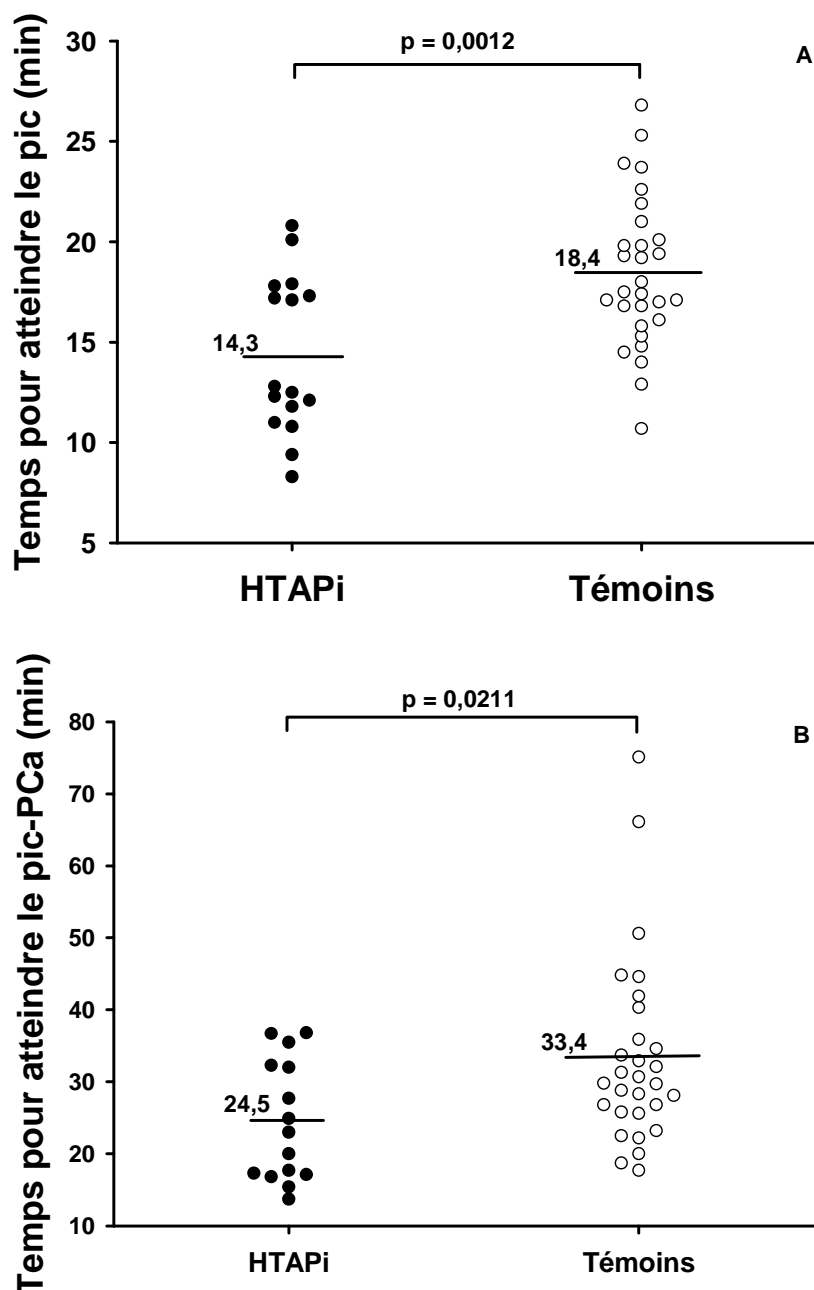 Temps pour atteindre le pic (min)
p = 0,0012
A
30
25
20
15
10
5
14,3
18,4
HTAPi
Témoins
Temps pour atteindre le pic-PCa (min)
p = 0,0211
B
80
70
60
50
40
30
20
10
24,5
33,4
HTAPi
Témoins